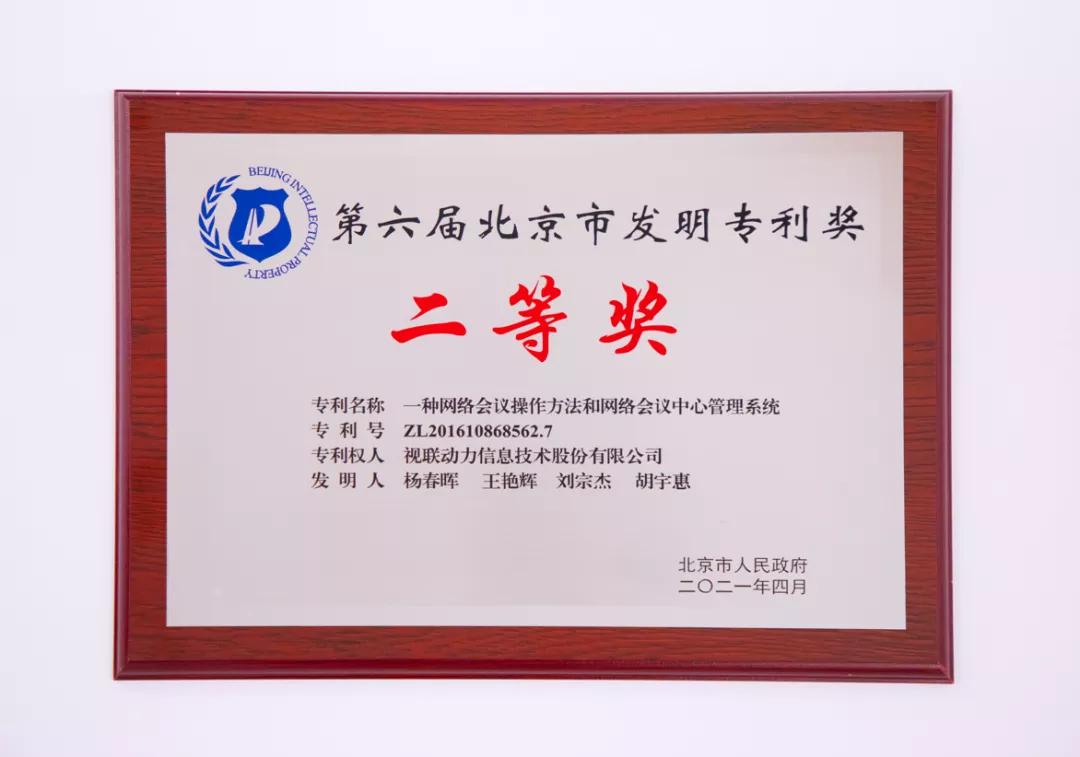 BEIJING INTELLECTUAL PROPERTY
第六届北京市发明专利奖
二等奖
专利名称 一种网络会议操作方法和网络会议中心管理系统
专利号 ZL201610868562.7
专利权人 视联动力信息技术股份有限公司
发明人 杨春晖 王艳辉 刘宗杰 胡宇惠
北京市人民政府
二〇二一年四月